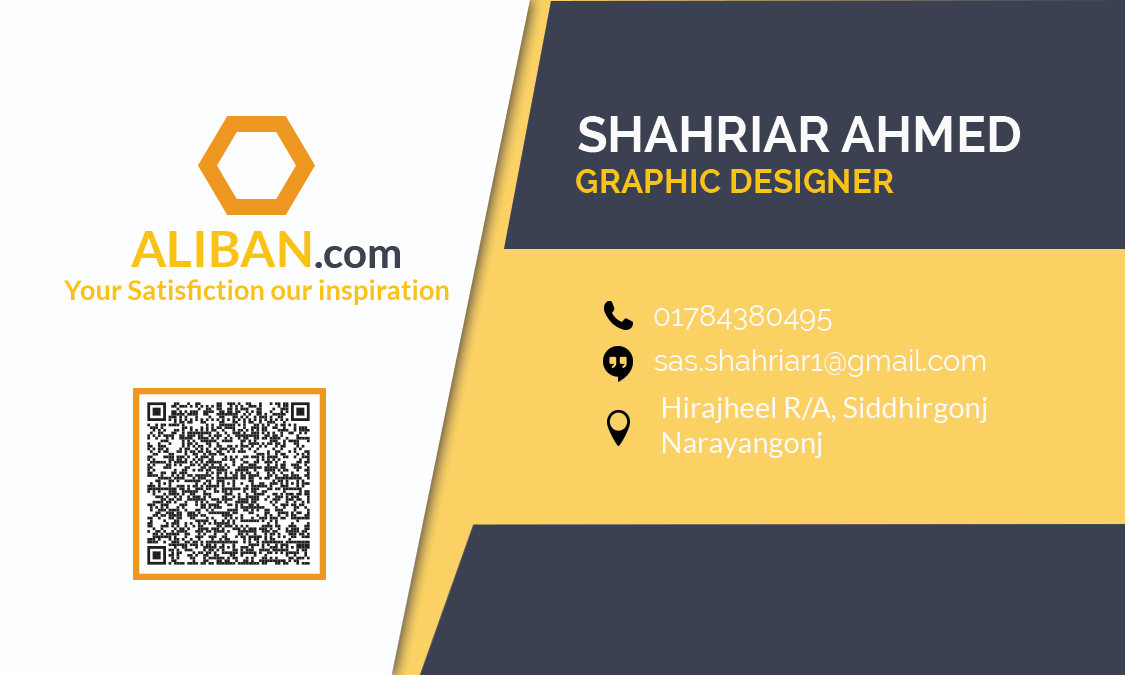 ALIBAN.com
Your Satisfiction our inspiration
SHAHRIAR AHMED
GRAPHIC DESIGNER
01784380495
sas.shahriar1@gmail.com
Hirajheel R/A, Siddhirgonj
Narayangonj